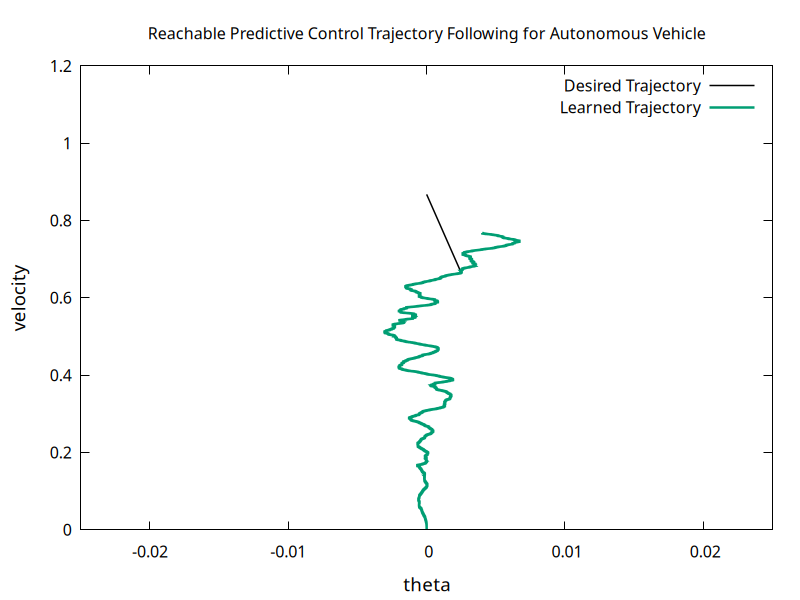 Reachable Predictive Control Trajectory Following for Autonomous Vehicle
Desired Trajectory
Learned Trajectory
1.2
1
0.8
0.6
0.4
0.2
0
velocity
-0.02
-0.01
0
0.01
0.02
theta